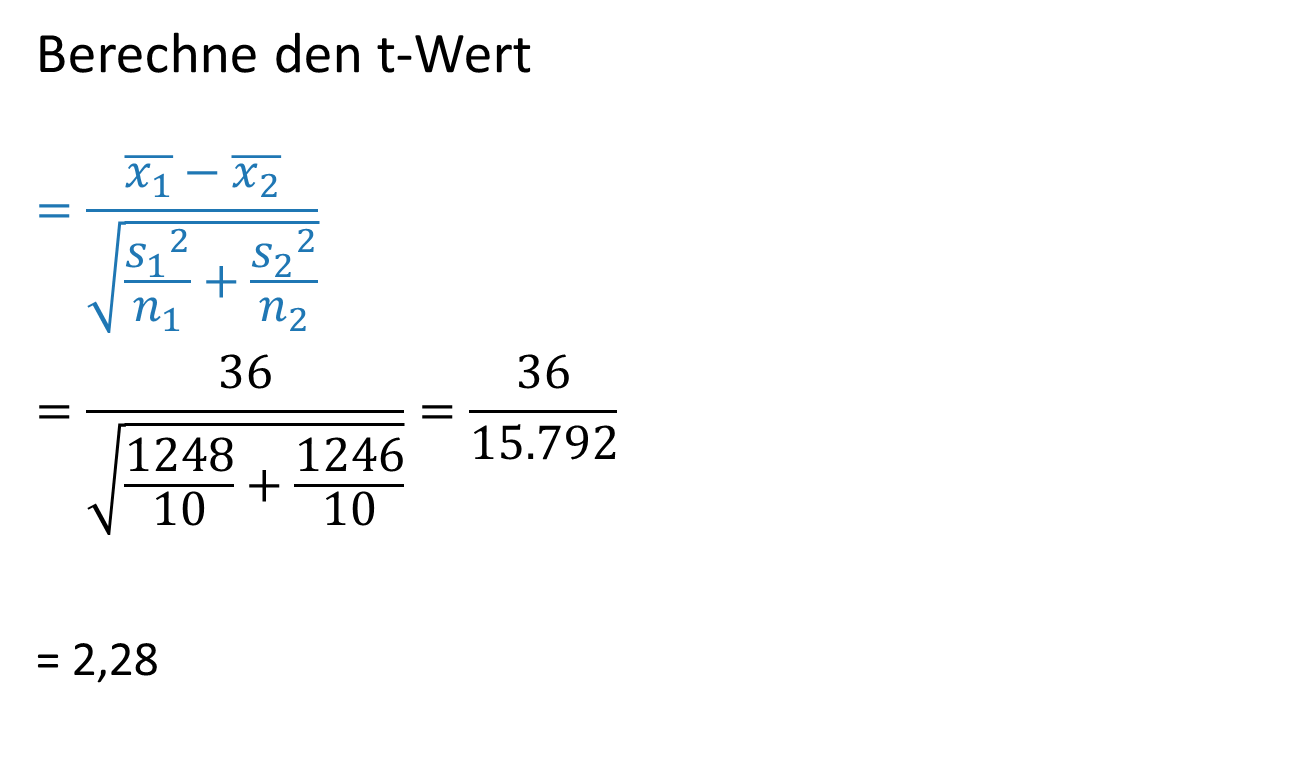 Berechne den t-Wert
= (x̅₁ − x̅₂) / √(s₁²/n₁ + s₂²/n₂)
= 36 / √(1248/10 + 1246/10) = 36 / 15.792
= 2,28